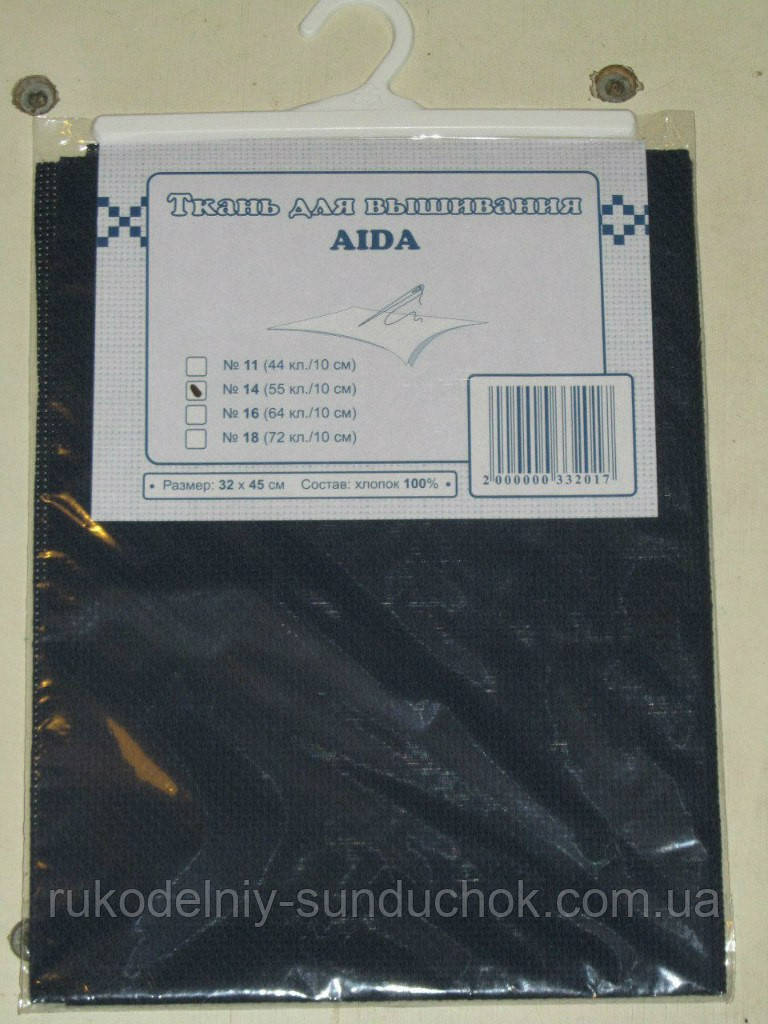 Ткань для вышивания
AIDA
№ 11 (44 кл./10 см)
№ 14 (55 кл./10 см)
№ 16 (64 кл./10 см)
№ 18 (72 кл./10 см)
• Размер: 32 х 45 см Состав: хлопок 100% •
2 000000 332017
rukodelniy-sunduchok.com.ua